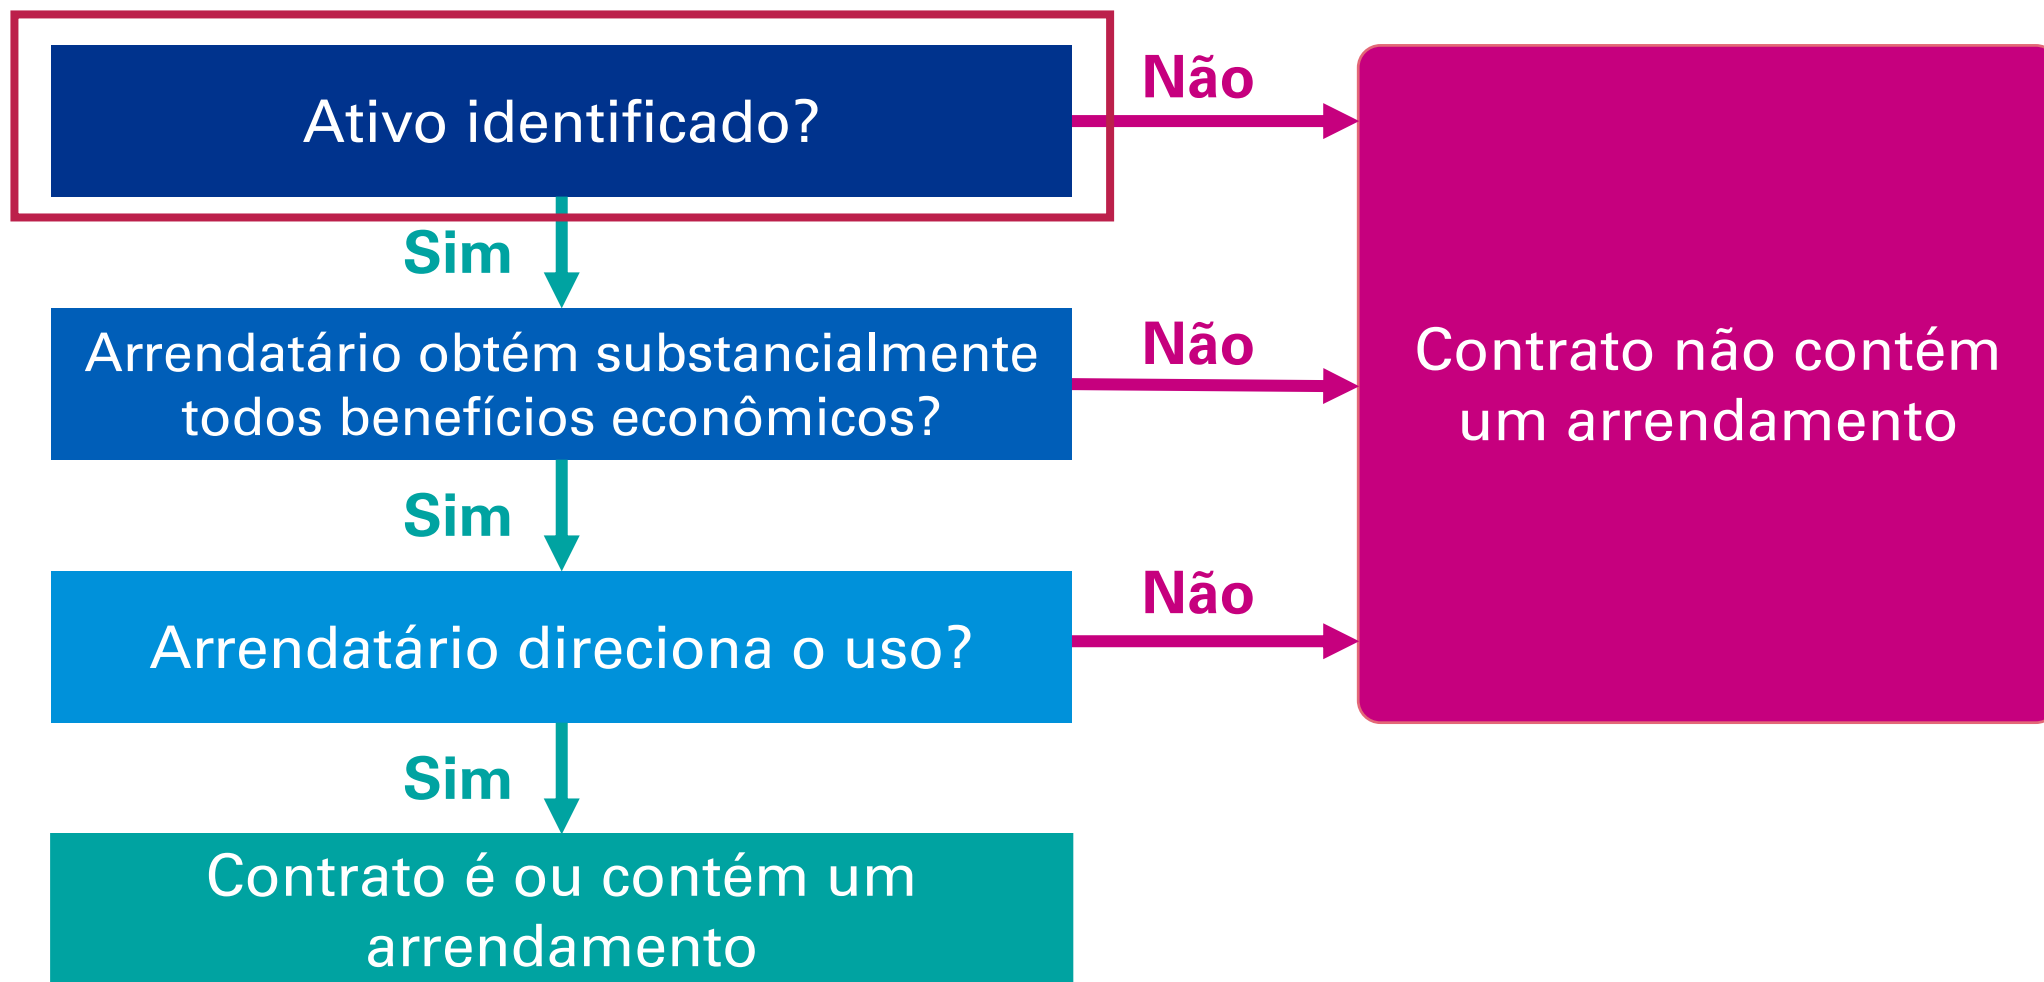 Ativo identificado?
Não
Sim
Arrendatário obtém substancialmente
todos benefícios econômicos?
Não
Contrato não contém
um arrendamento
Sim
Arrendatário direciona o uso?
Não
Sim
Contrato é ou contém um
arrendamento